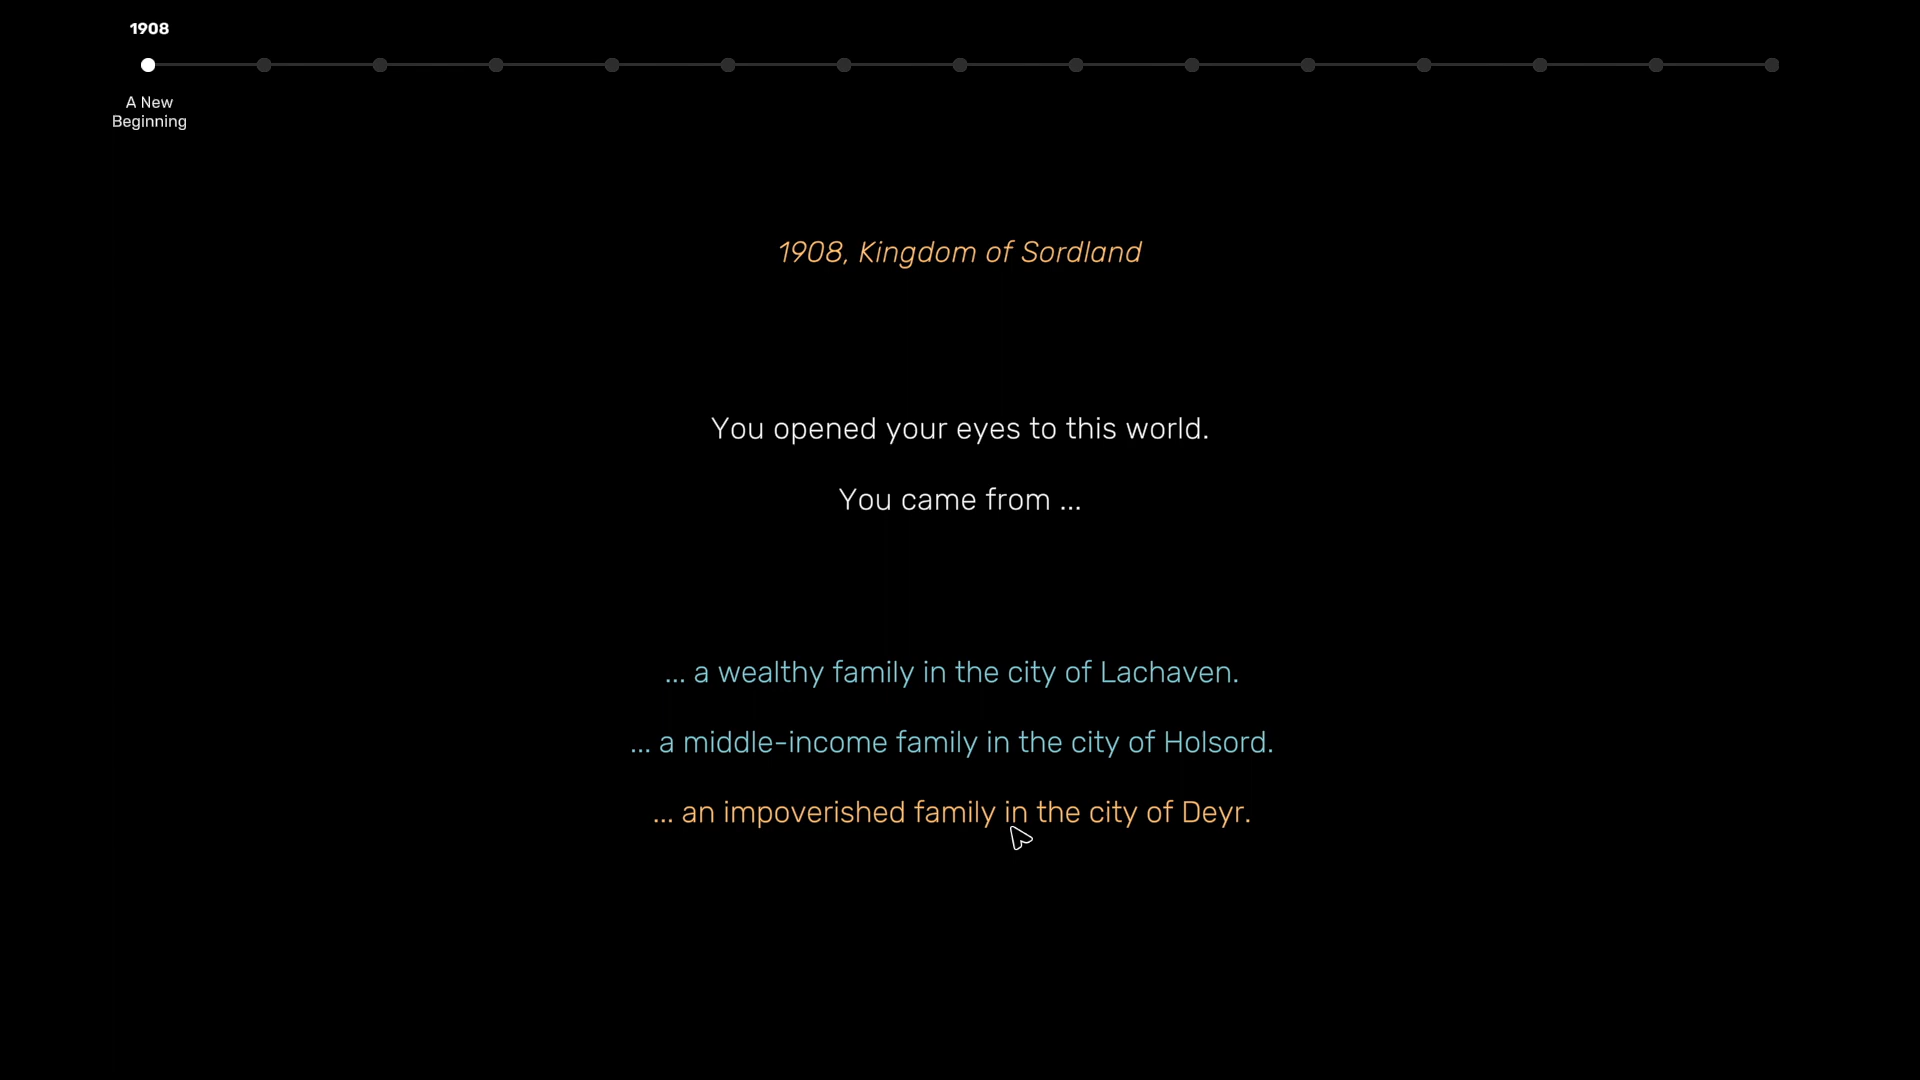 1908
A New
Beginning
1908, Kingdom of Sordland
You opened your eyes to this world.
You came from ...
... a wealthy family in the city of Lachaven.
... a middle-income family in the city of Holsord.
... an impoverished family in the city of Deyr.